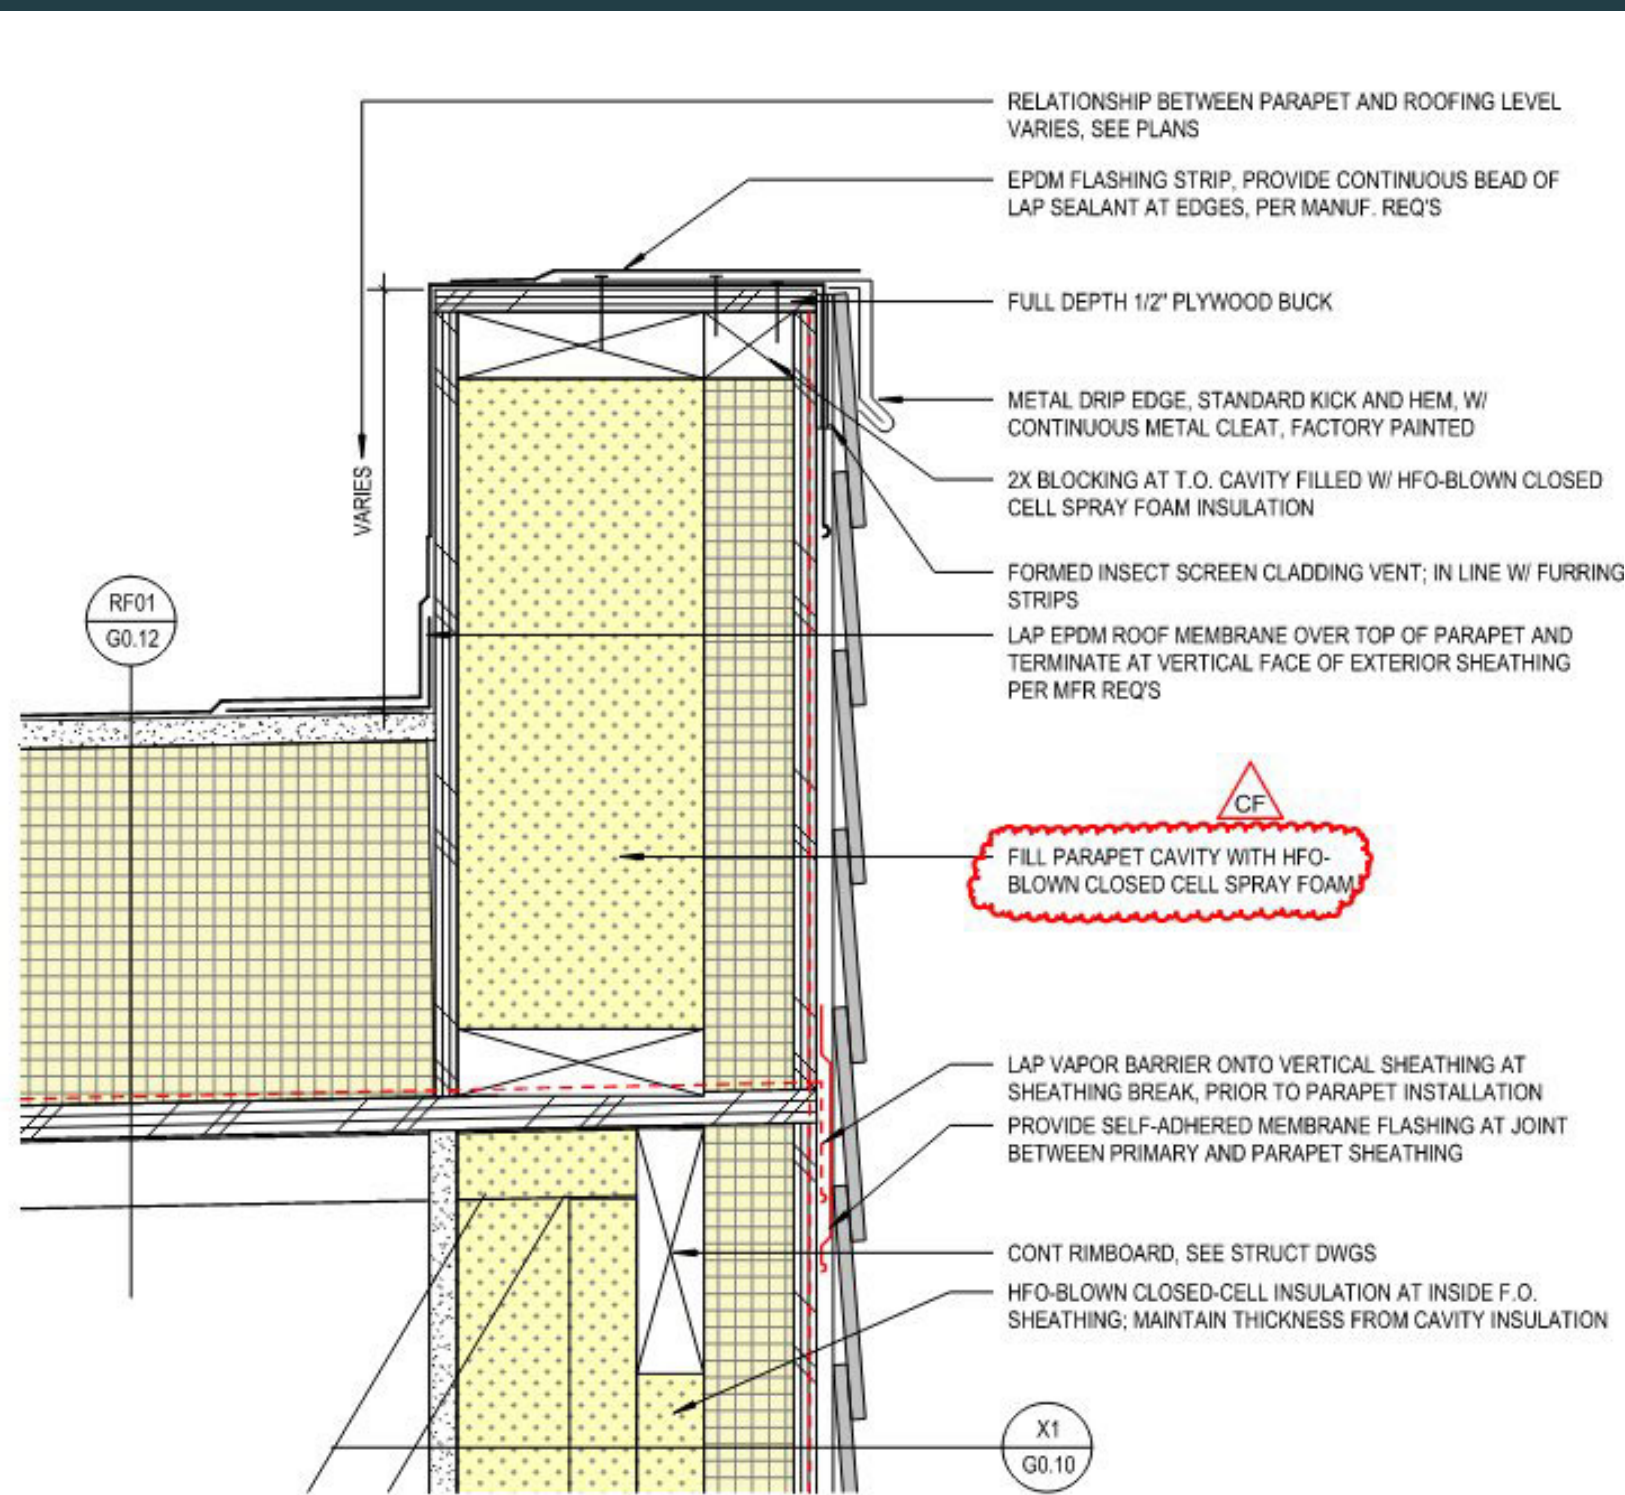 RELATIONSHIP BETWEEN PARAPET AND ROOFING LEVEL
VARIES, SEE PLANS
EPDM FLASHING STRIP, PROVIDE CONTINUOUS BEAD OF
LAP SEALANT AT EDGES, PER MANUF. REQ'S
FULL DEPTH 1/2" PLYWOOD BUCK
METAL DRIP EDGE, STANDARD KICK AND HEM, W/
CONTINUOUS METAL CLEAT, FACTORY PAINTED
2X BLOCKING AT T.O. CAVITY FILLED W/ HFO-BLOWN CLOSED
CELL SPRAY FOAM INSULATION
VARIES
FORMED INSECT SCREEN CLADDING VENT; IN LINE W/ FURRING
STRIPS
RF01
G0.12
LAP EPDM ROOF MEMBRANE OVER TOP OF PARAPET AND
TERMINATE AT VERTICAL FACE OF EXTERIOR SHEATHING
PER MFR REQ'S
CF
FILL PARAPET CAVITY WITH HFO-
BLOWN CLOSED CELL SPRAY FOAM
LAP VAPOR BARRIER ONTO VERTICAL SHEATHING AT
SHEATHING BREAK, PRIOR TO PARAPET INSTALLATION
PROVIDE SELF-ADHERED MEMBRANE FLASHING AT JOINT
BETWEEN PRIMARY AND PARAPET SHEATHING
CONT RIMBOARD, SEE STRUCT DWGS
HFO-BLOWN CLOSED-CELL INSULATION AT INSIDE F.O.
SHEATHING; MAINTAIN THICKNESS FROM CAVITY INSULATION
X1
G0.10